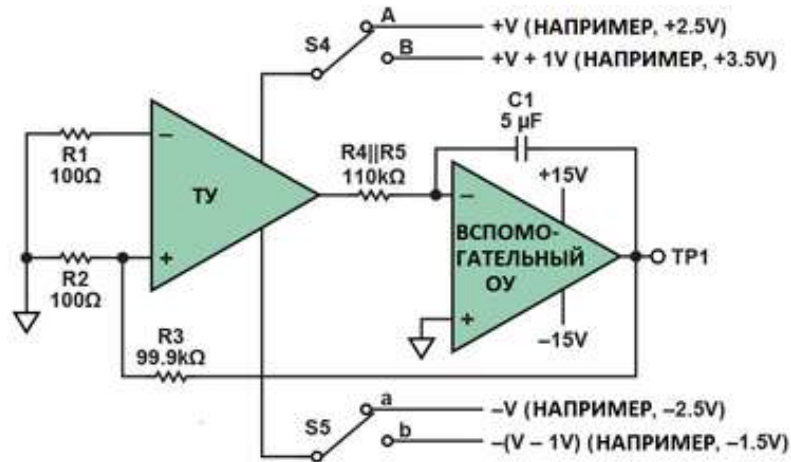 A
+V (НАПРИМЕР, +2.5V)
S4
B
+V + 1V (НАПРИМЕР, +3.5V)
C1
5 µF
R1
100Ω
–
ТУ
+
R4||R5
110kΩ
–
+15V
ВСПОМО-
ГАТЕЛЬНЫЙ
ОУ
+
–15V
TP1
R2
100Ω
R3
99.9kΩ
a
–V (НАПРИМЕР, –2.5V)
S5
b
–(V – 1V) (НАПРИМЕР, –1.5V)